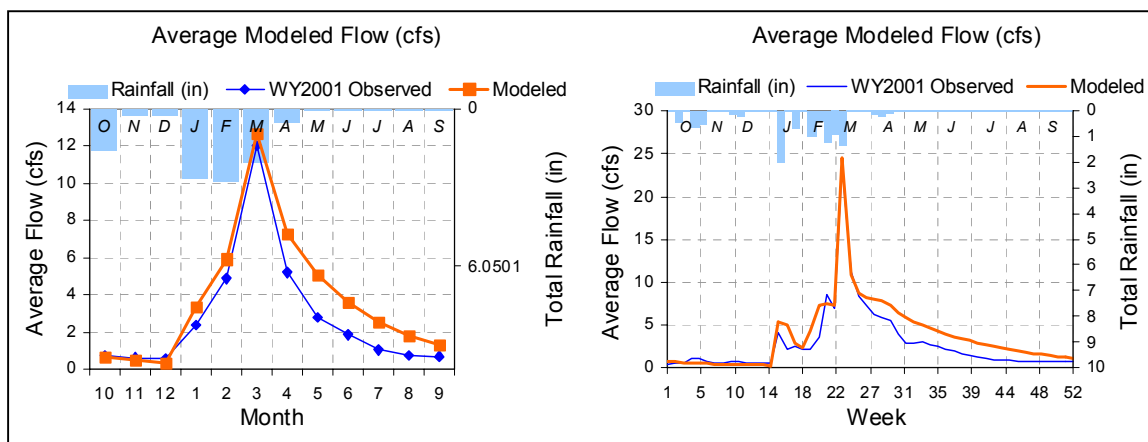 Average Modeled Flow (cfs)
Rainfall (in) WY2001 Observed Modeled
14
12
10
8
6
4
2
0
Average Flow (cfs)
O N D J F M A M J J A S
0
6.0501
Total Rainfall (in)
10 11 12 1 2 3 4 5 6 7 8 9
Month
Average Modeled Flow (cfs)
Rainfall (in) WY2001 Observed Modeled
30
25
20
15
10
5
0
Average Flow (cfs)
O N D J F M A M J J A S
0
1
2
3
4
5
6
7
8
9
10
Total Rainfall (in)
1 5 10 14 18 22 27 31 35 39 44 48 52
Week